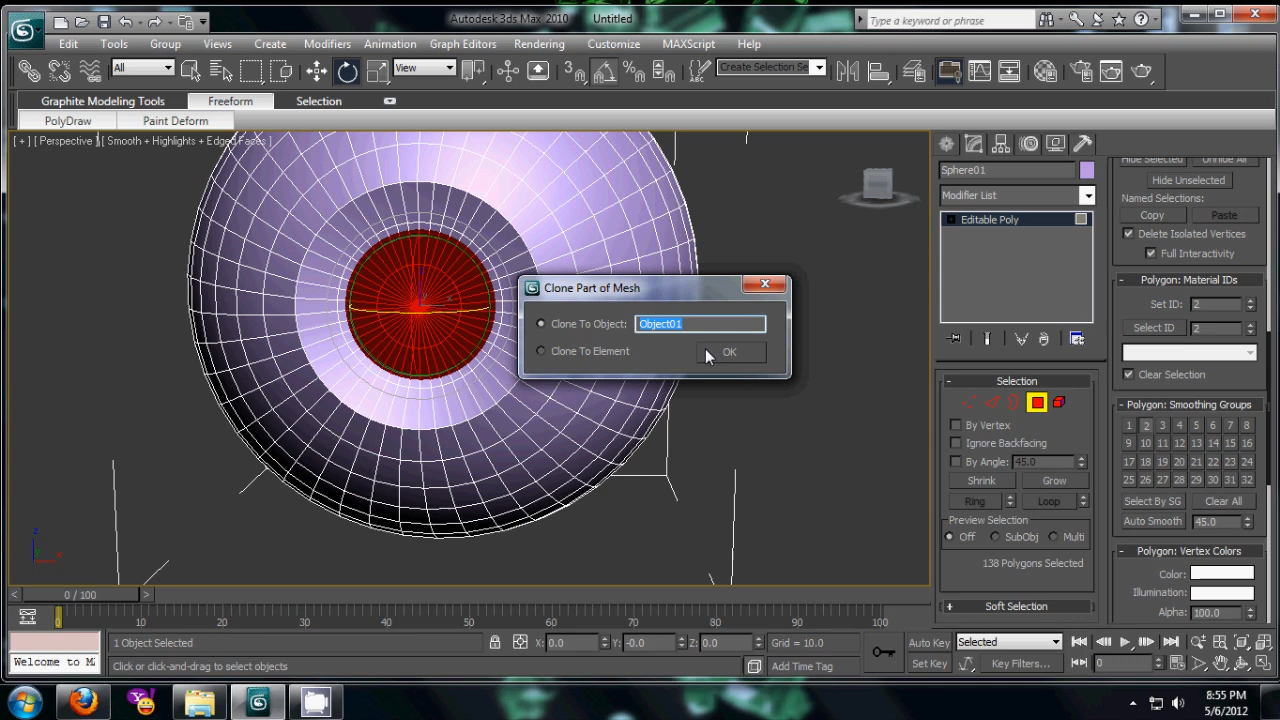 Autodesk 3ds Max 2010 Untitled
Type a keyword or phrase
Edit Tools Group Views Create Modifiers Animation Graph Editors Rendering Customize MAXScript Help
All View Create Selection Se
Graphite Modeling Tools Freeform Selection
PolyDraw Paint Deform
[ + ] [ Perspective ] [ Smooth + Highlights + Edged Faces ]
Sphere01
Modifier List
Editable Poly
Hide Selected Unhide All
Hide Unselected
Named Selections:
Copy Paste
Delete Isolated Vertices
Full Interactivity
Clone Part of Mesh
Clone To Object: Object01
Clone To Element OK
- Polygon: Material IDs
Set ID: 2
Select ID 2
Clear Selection
- Selection
By Vertex
Ignore Backfacing
By Angle: 45.0
Shrink Grow
Ring Loop
Preview Selection
Off SubObj Multi
138 Polygons Selected
+ Soft Selection
- Polygon: Smoothing Groups
1 2 3 4 5 6 7 8
9 10 11 12 13 14 15 16
17 18 19 20 21 22 23 24
25 26 27 28 29 30 31 32
Select By SG Clear All
Auto Smooth 45.0
- Polygon: Vertex Colors
Color:
Illumination:
Alpha: 100.0
z
x
x
< 0 / 100 >
0 10 20 30 40 50 60 70 80 90 100
1 Object Selected X: 0.0 Y: -0.0 Z: 0.0 Grid = 10.0 Auto Key Selected
Welcome to MA Click or click-and-drag to select objects Add Time Tag Set Key Key Filters... 0
8:55 PM
5/6/2012